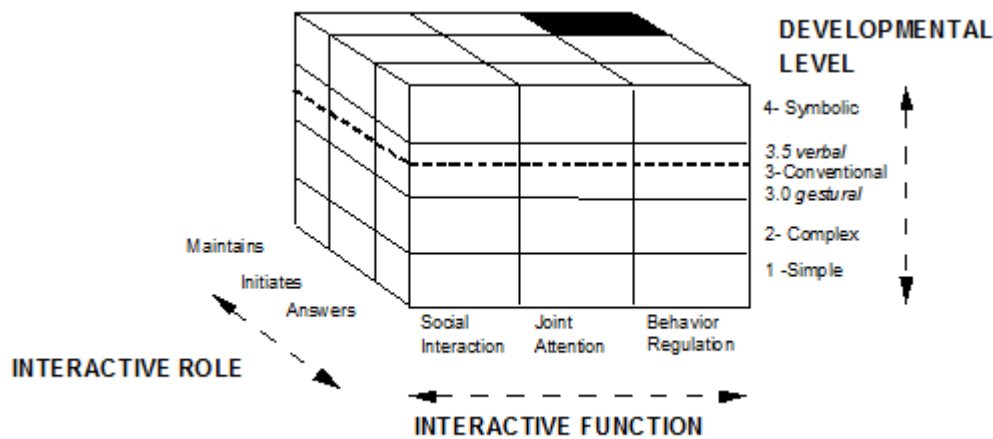 DEVELOPMENTAL
LEVEL
4- Symbolic
3.5 verbal
3-Conventional
3.0 gestural
2- Complex
1 -Simple
Maintains
Initiates
Answers
INTERACTIVE ROLE
Social
Interaction
Joint
Attention
Behavior
Regulation
INTERACTIVE FUNCTION